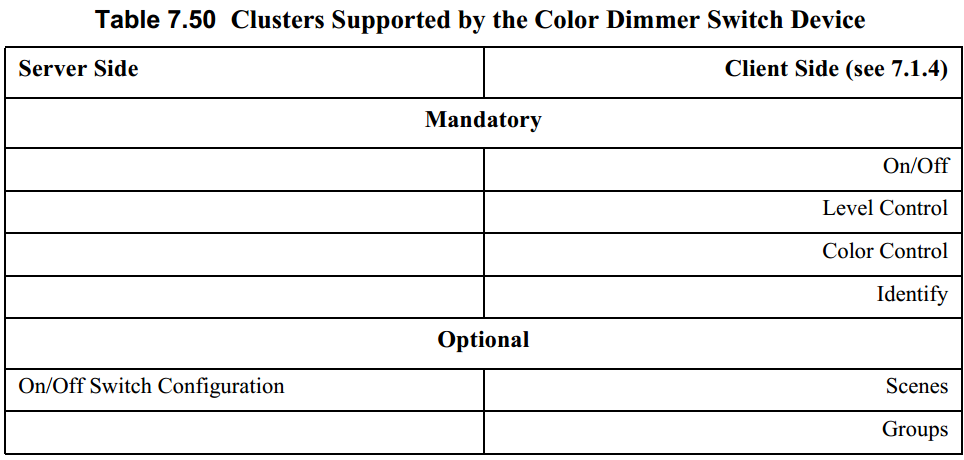 Table 7.50 Clusters Supported by the Color Dimmer Switch Device
Server Side Client Side (see 7.1.4)
Mandatory
On/Off
Level Control
Color Control
Identify
Optional
On/Off Switch Configuration Scenes
Groups